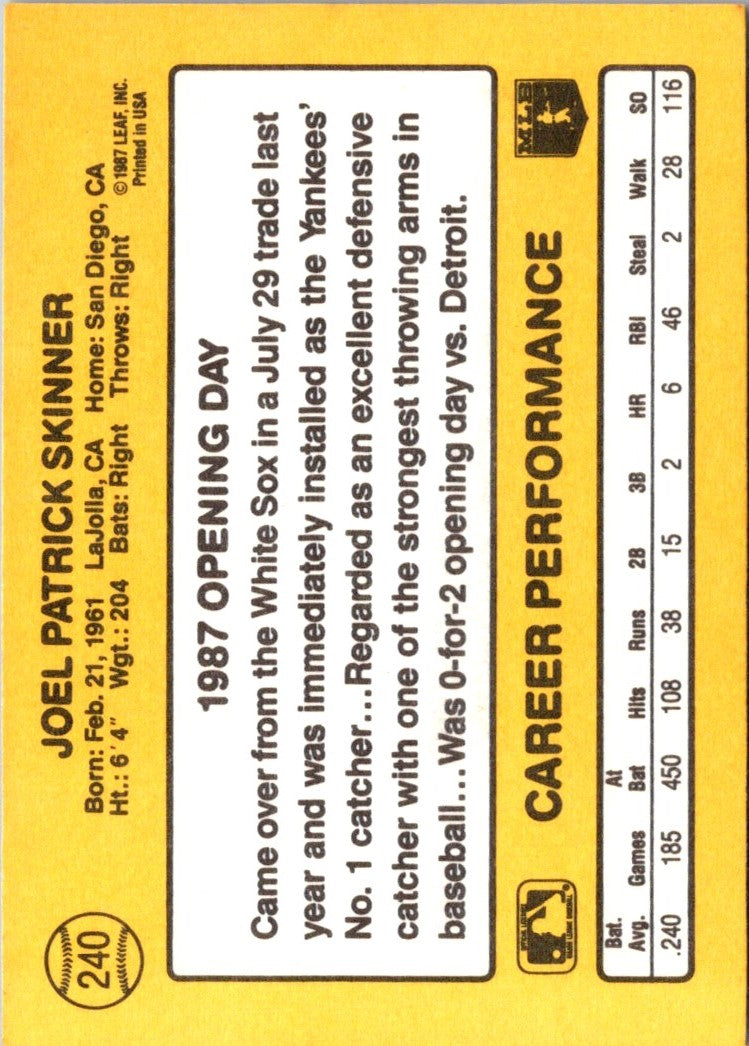 240
JOEL PATRICK SKINNER
Born: Feb. 21, 1961 LaJolla, CA Home: San Diego, CA
Ht.: 6'4" Wgt.: 204 Bats: Right Throws: Right
© 1987 LEAF, INC.
Printed in USA
1987 OPENING DAY
Came over from the White Sox in a July 29 trade last
year and was immediately installed as the Yankees'
No. 1 catcher...Regarded as an excellent defensive
catcher with one of the strongest throwing arms in
baseball...Was 0-for-2 opening day vs. Detroit.
CAREER PERFORMANCE
MLB
Bat. Avg. Games At Bat Hits Runs 2B 3B HR RBI Steal Walk SO
.240 185 450 108 38 15 2 6 46 2 28 116